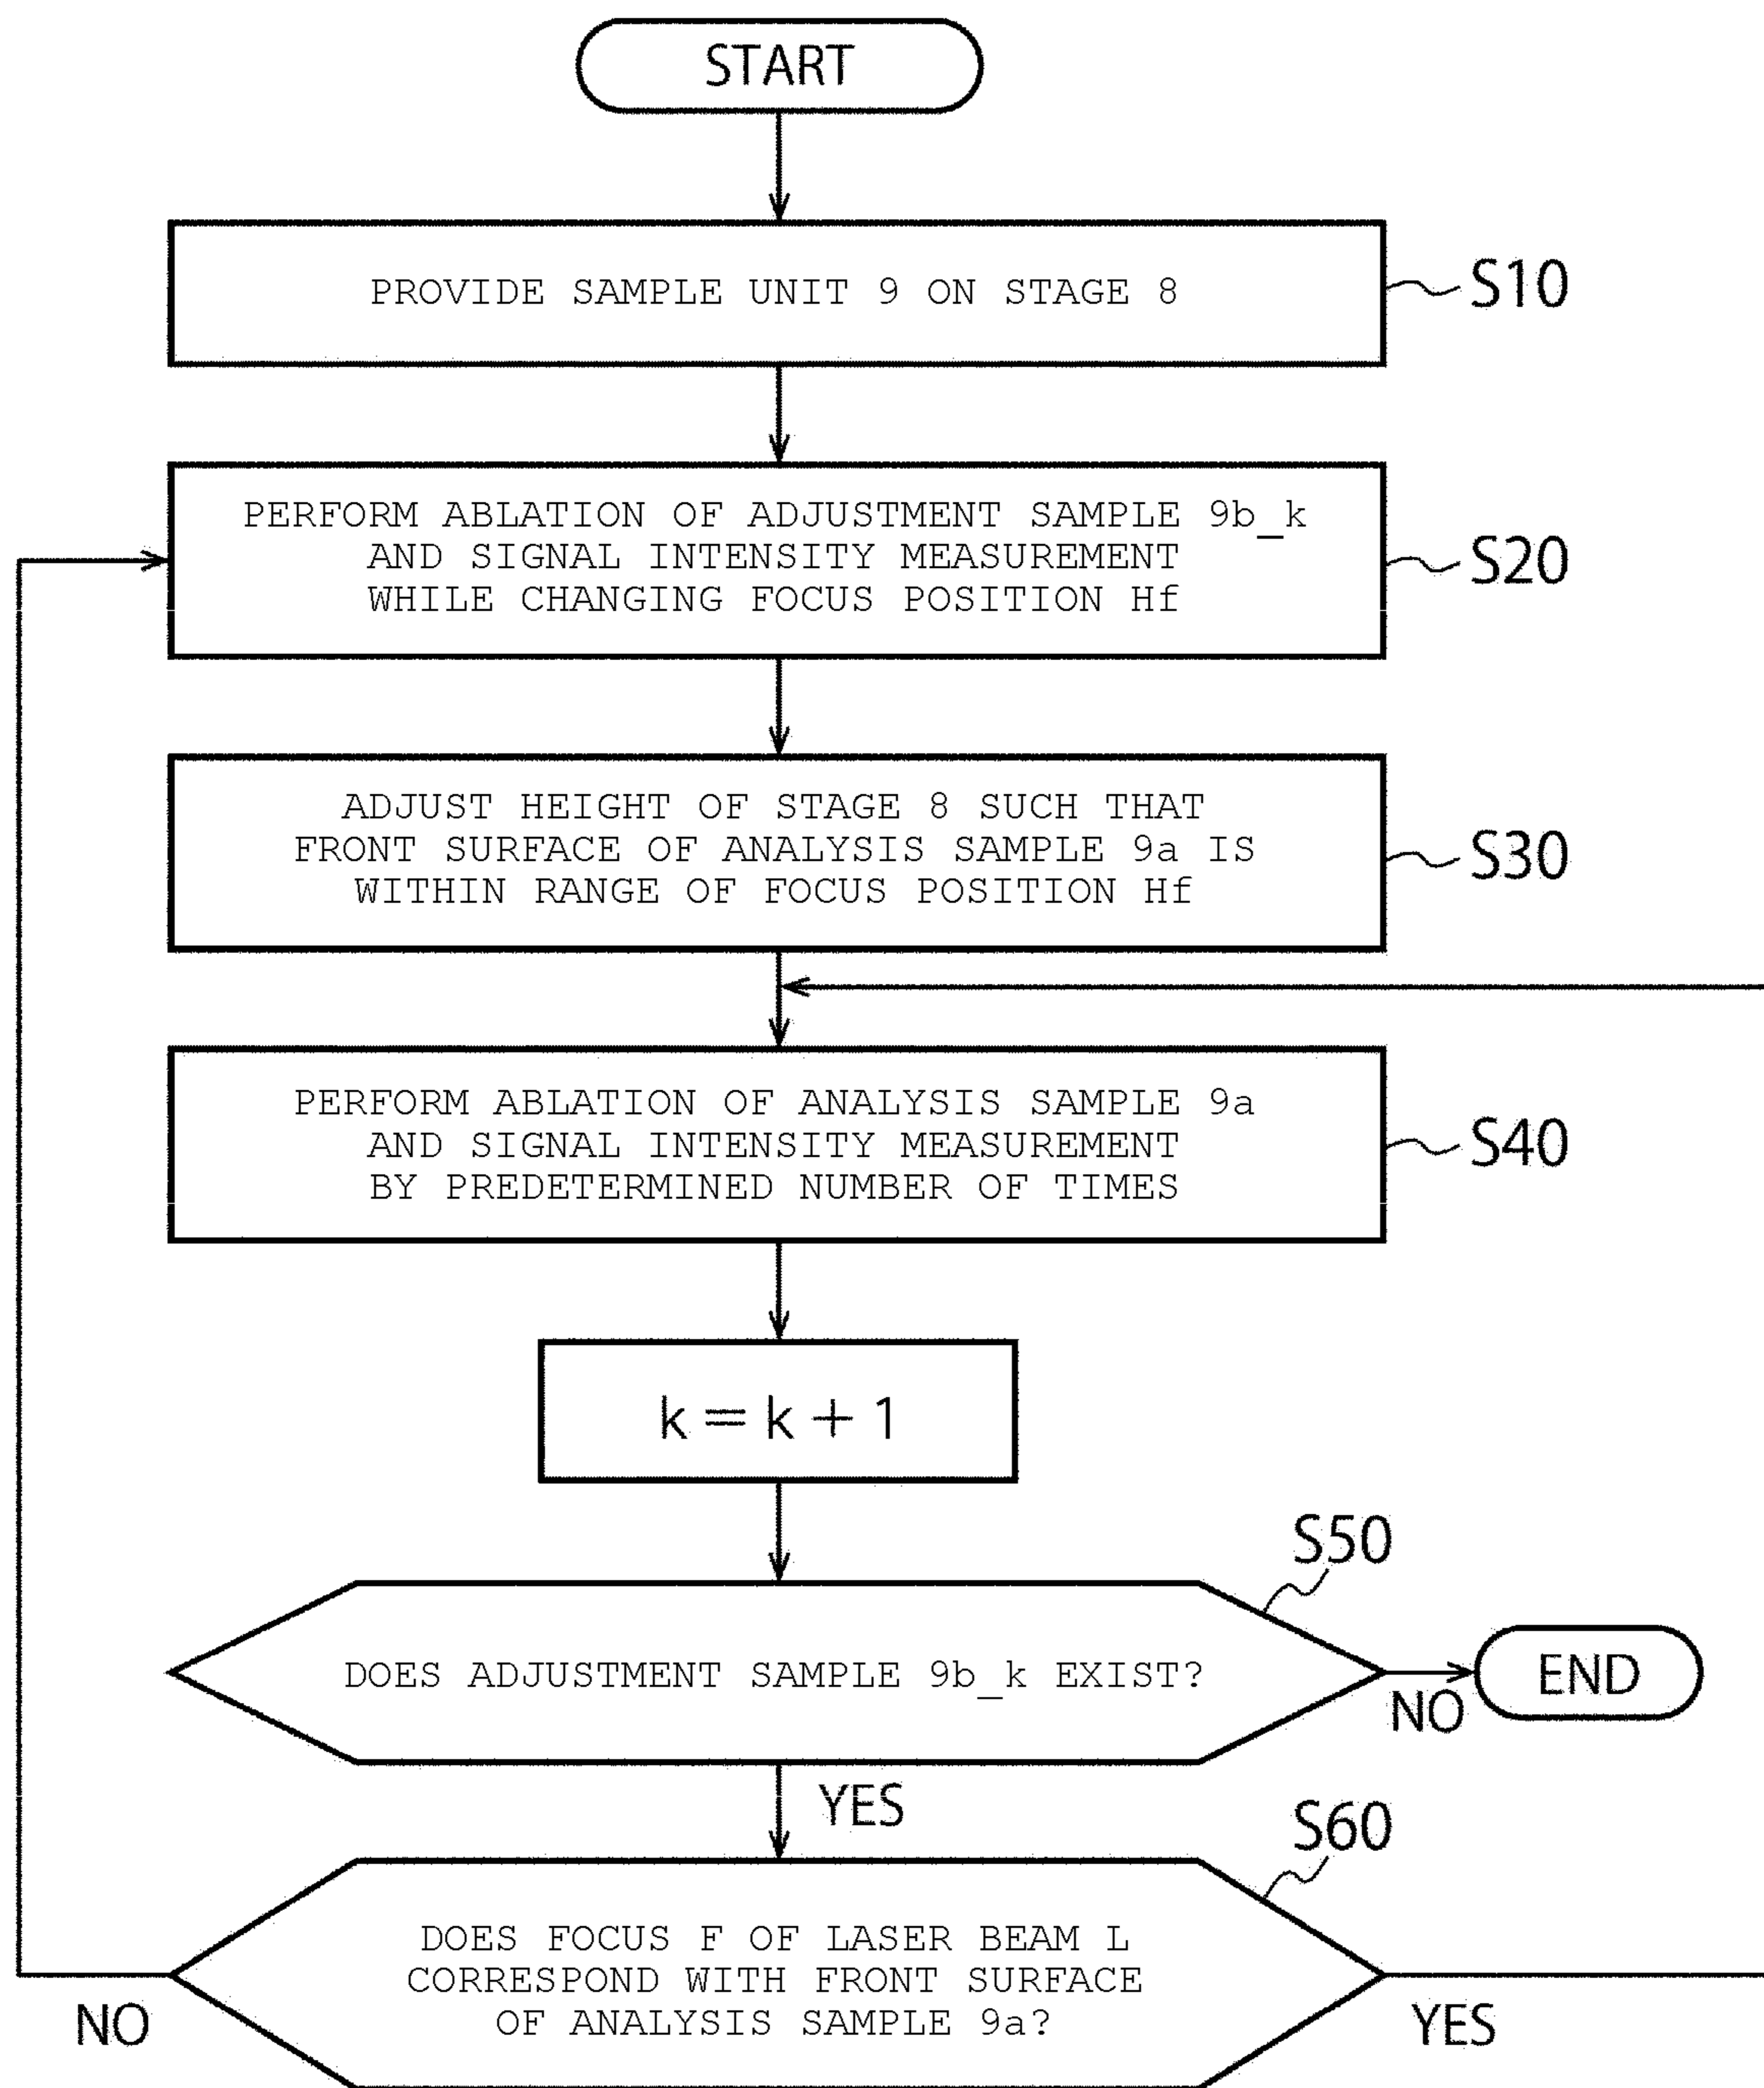 START
PROVIDE SAMPLE UNIT 9 ON STAGE 8
S10
PERFORM ABLATION OF ADJUSTMENT SAMPLE 9b_k
AND SIGNAL INTENSITY MEASUREMENT
WHILE CHANGING FOCUS POSITION Hf
S20
ADJUST HEIGHT OF STAGE 8 SUCH THAT
FRONT SURFACE OF ANALYSIS SAMPLE 9a IS
WITHIN RANGE OF FOCUS POSITION Hf
S30
PERFORM ABLATION OF ANALYSIS SAMPLE 9a
AND SIGNAL INTENSITY MEASUREMENT
BY PREDETERMINED NUMBER OF TIMES
S40
k = k + 1
S50
DOES ADJUSTMENT SAMPLE 9b_k EXIST?
NO
END
YES
S60
DOES FOCUS F OF LASER BEAM L
CORRESPOND WITH FRONT SURFACE
OF ANALYSIS SAMPLE 9a?
NO
YES